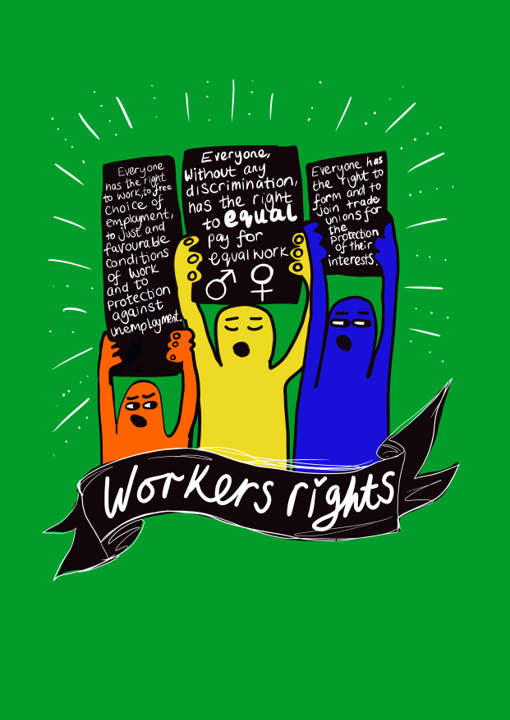 Everyone
has the right
to work, to free
choice of
employment,
to just and
favourable
conditions
of work
and to
protection
against
unemployment.
Everyone,
without any
discrimination,
has the right
to equal
pay for
equal work
Everyone has
the right to
form and to
join trade
unions for
the
protection
of their
interests.
Workers rights